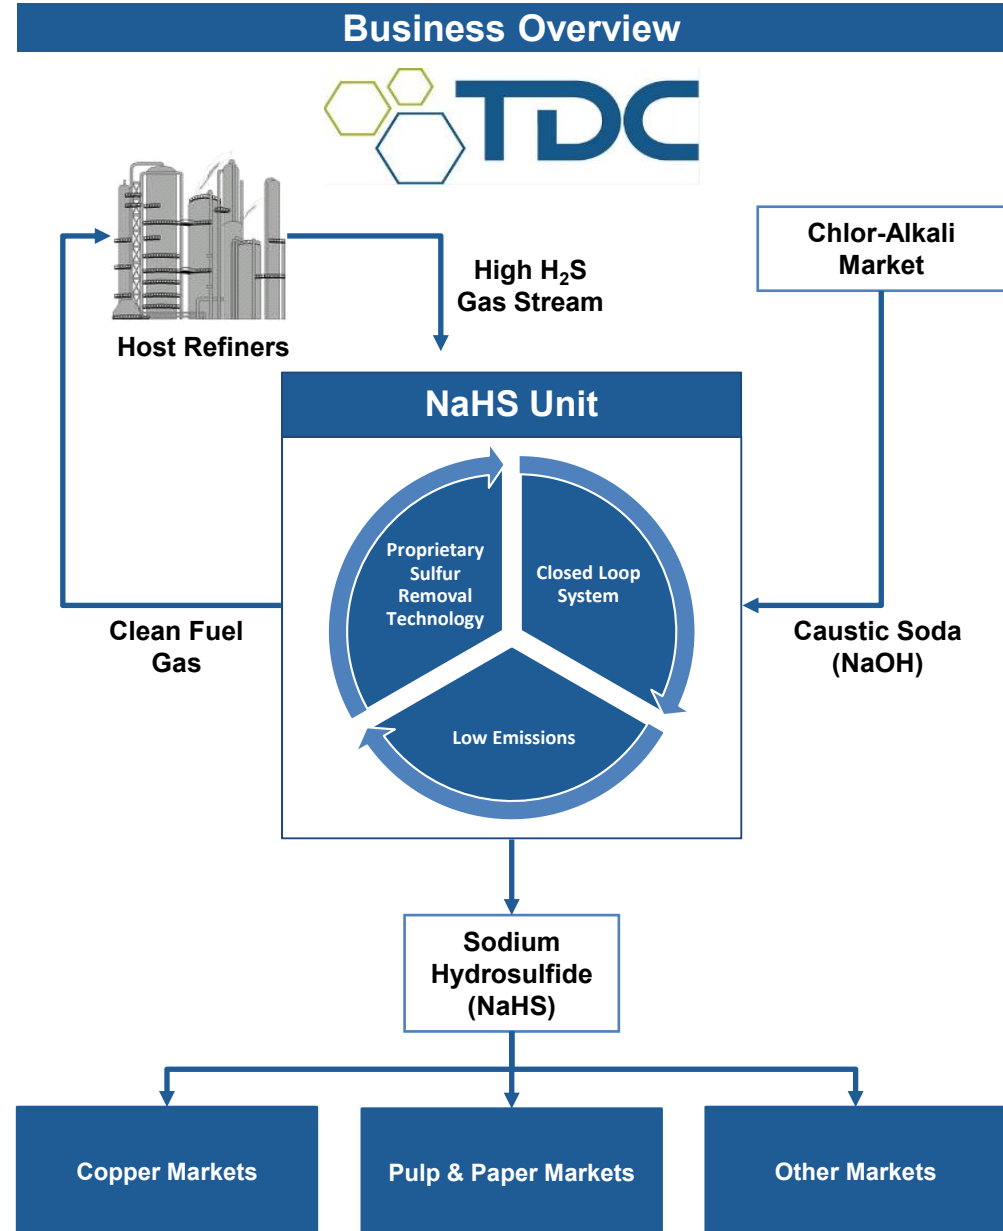 Business Overview
TDC
Chlor-Alkali
Market
High H₂S
Gas Stream
Host Refiners
NaHS Unit
Proprietary
Sulfur
Removal
Technology
Closed Loop
System
Low Emissions
Clean Fuel
Gas
Caustic Soda
(NaOH)
Sodium
Hydrosulfide
(NaHS)
Copper Markets
Pulp & Paper Markets
Other Markets